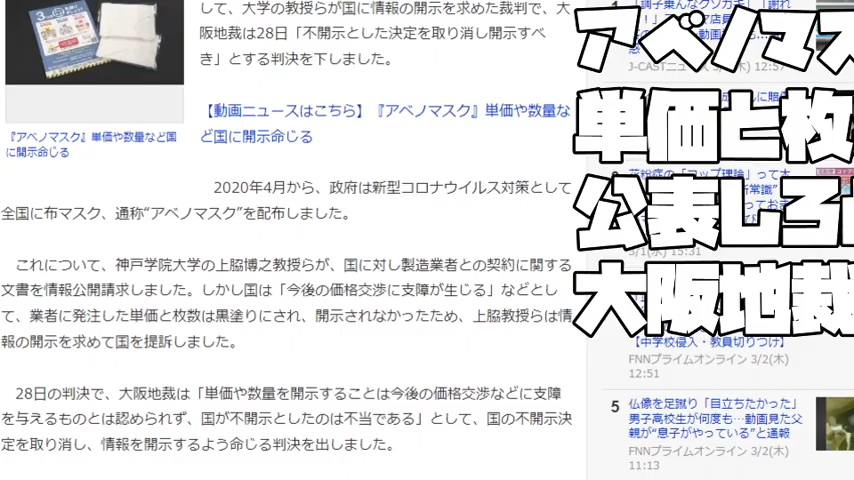 して、大学の教授らが国に情報の開示を求めた裁判で、大
阪地裁は28日「不開示とした決定を取り消し開示すべ
き」とする判決を下しました。
【動画ニュースはこちら】『アベノマスク』単価や数量な
ど国に開示命じる
『アベノマスク』単価や数量など国
に開示命じる
2020年4月から、政府は新型コロナウイルス対策として
全国に布マスク、通称“アベノマスク”を配布しました。
これについて、神戸学院大学の上脇博之教授らが、国に対し製造業者との契約に関する
文書を情報公開請求しました。しかし国は「今後の価格交渉に支障が生じる」などとし
て、業者に発注した単価と枚数は黒塗りにされ、開示されなかったため、上脇教授らは情
報の開示を求めて国を提訴しました。
28日の判決で、大阪地裁は「単価や数量を開示することは今後の価格交渉などに支障
を与えるものとは認められず、国が不開示としたのは不当である」として、国の不開示決
定を取り消し、情報を開示するよう命じる判決を出しました。
アベノマス
単価と枚
公表しろ
大阪地裁
J-CASTニュース
12:57
15:31
【中学校侵入・教員切りつけ】
FNNプライムオンライン 3/2(木)
12:51
5
仏像を足蹴り「目立ちたかった」
男子高校生が何度も…動画見た父
親が“息子がやっている”と通報
FNNプライムオンライン 3/2(木)
11:13